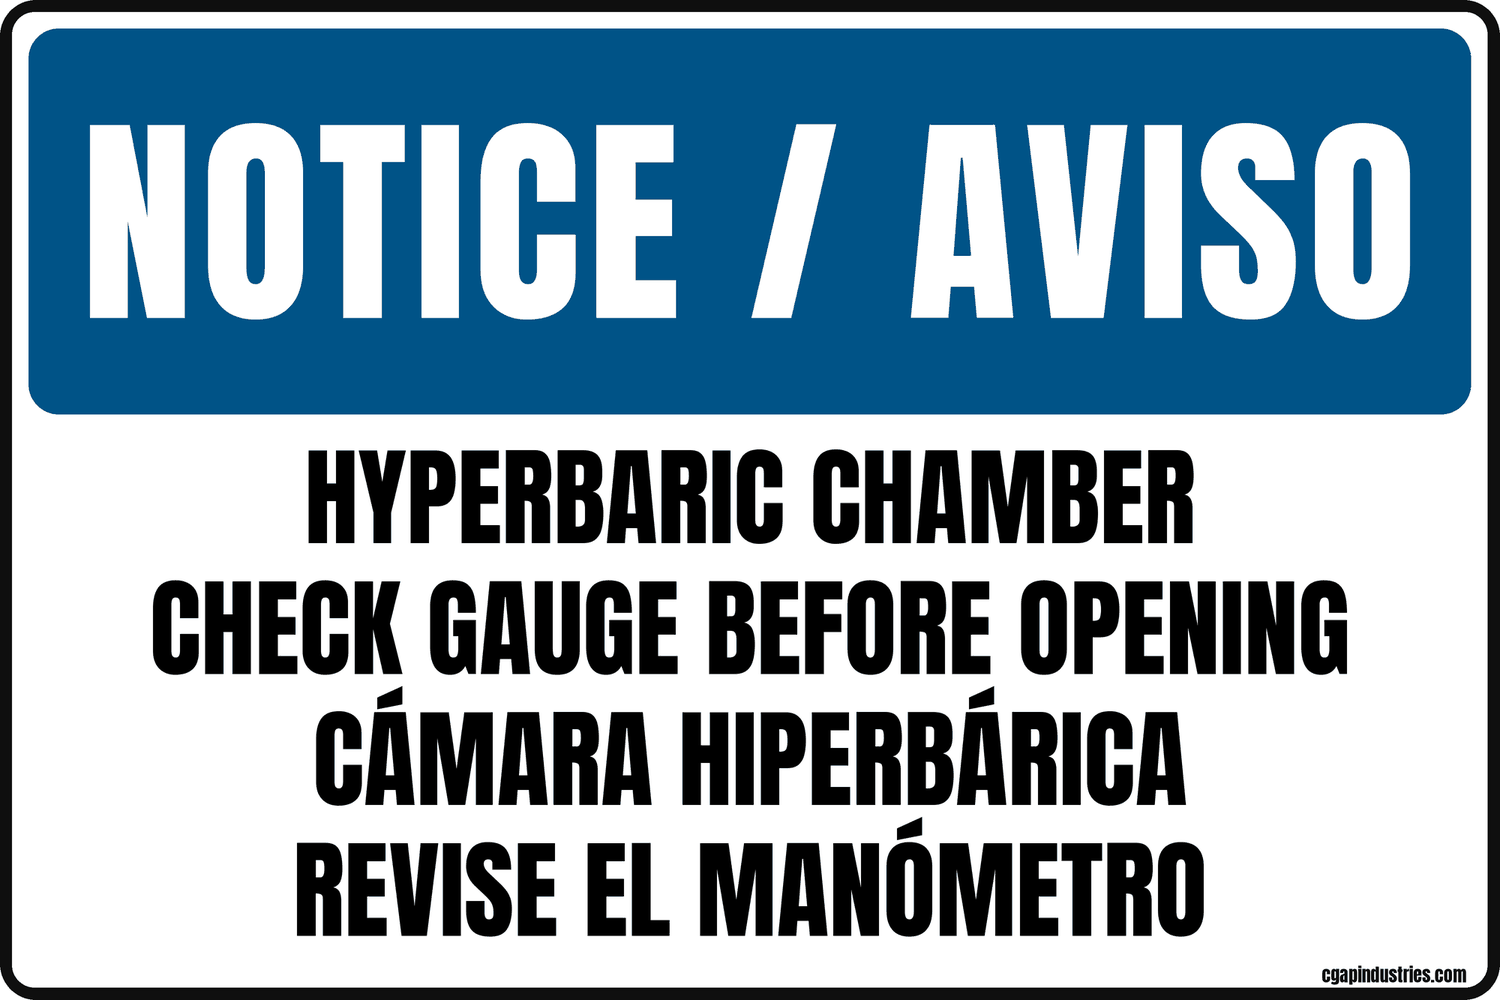 NOTICE / AVISO
HYPERBARIC CHAMBER
CHECK GAUGE BEFORE OPENING
CÁMARA HIPERBÁRICA
REVISE EL MANÓMETRO
cgapindustries.com